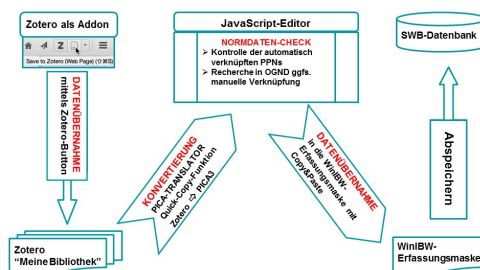 Zotero als Addon
Z
Save to Zotero (Web Page) (⇧⌘S)
DATENÜBERNAHME
mittels Zotero-Button
Zotero
“MeineBibliothek”
KONVERTIERUNG
PICA-TRANSLATOR
Quick-Copy-Funktion
Zotero ⇨ PICA3
JavaScript-Editor
NORMDATEN-CHECK
➢ Kontrolle der automatisch
verknüpften PPNs
➢ Recherche in OGND ggfs.
manuelle Verknüpfung
DATENÜBERNAHME
in die WinIBW-
Erfassungsmaske mit
Copy&Paste
WinIBW-
Erfassungsmaske
Abspeichern
SWB-Datenbank